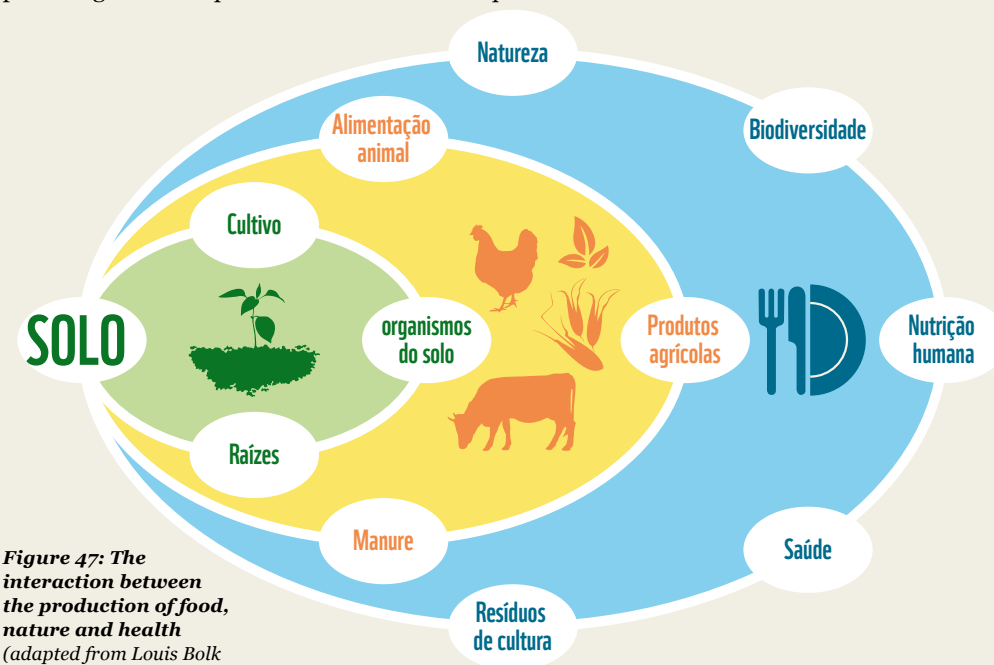 Natureza
Biodiversidade
Alimentação
animal
Cultivo
SOLO
organismos
do solo
Produtos
agrícolas
Nutrição
humana
Raízes
Manure
Saúde
Resíduos
de cultura
Figure 47: The
interaction between
the production of food,
nature and health
(adapted from Louis Bolk